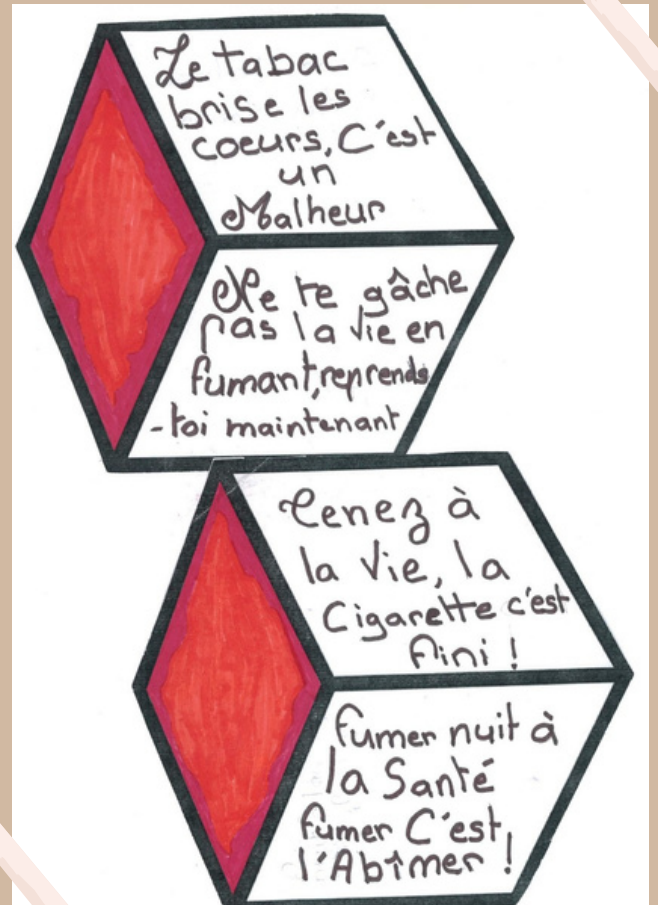 Le tabac
brise les
coeurs, C'est
un
Malheur
Ne te gâche
pas la vie en
fumant, reprends
-toi maintenant
Tenez à
la Vie, la
Cigarette c'est
fini !
fumer nuit à
la Santé
fumer C'est
l'Abîmer !